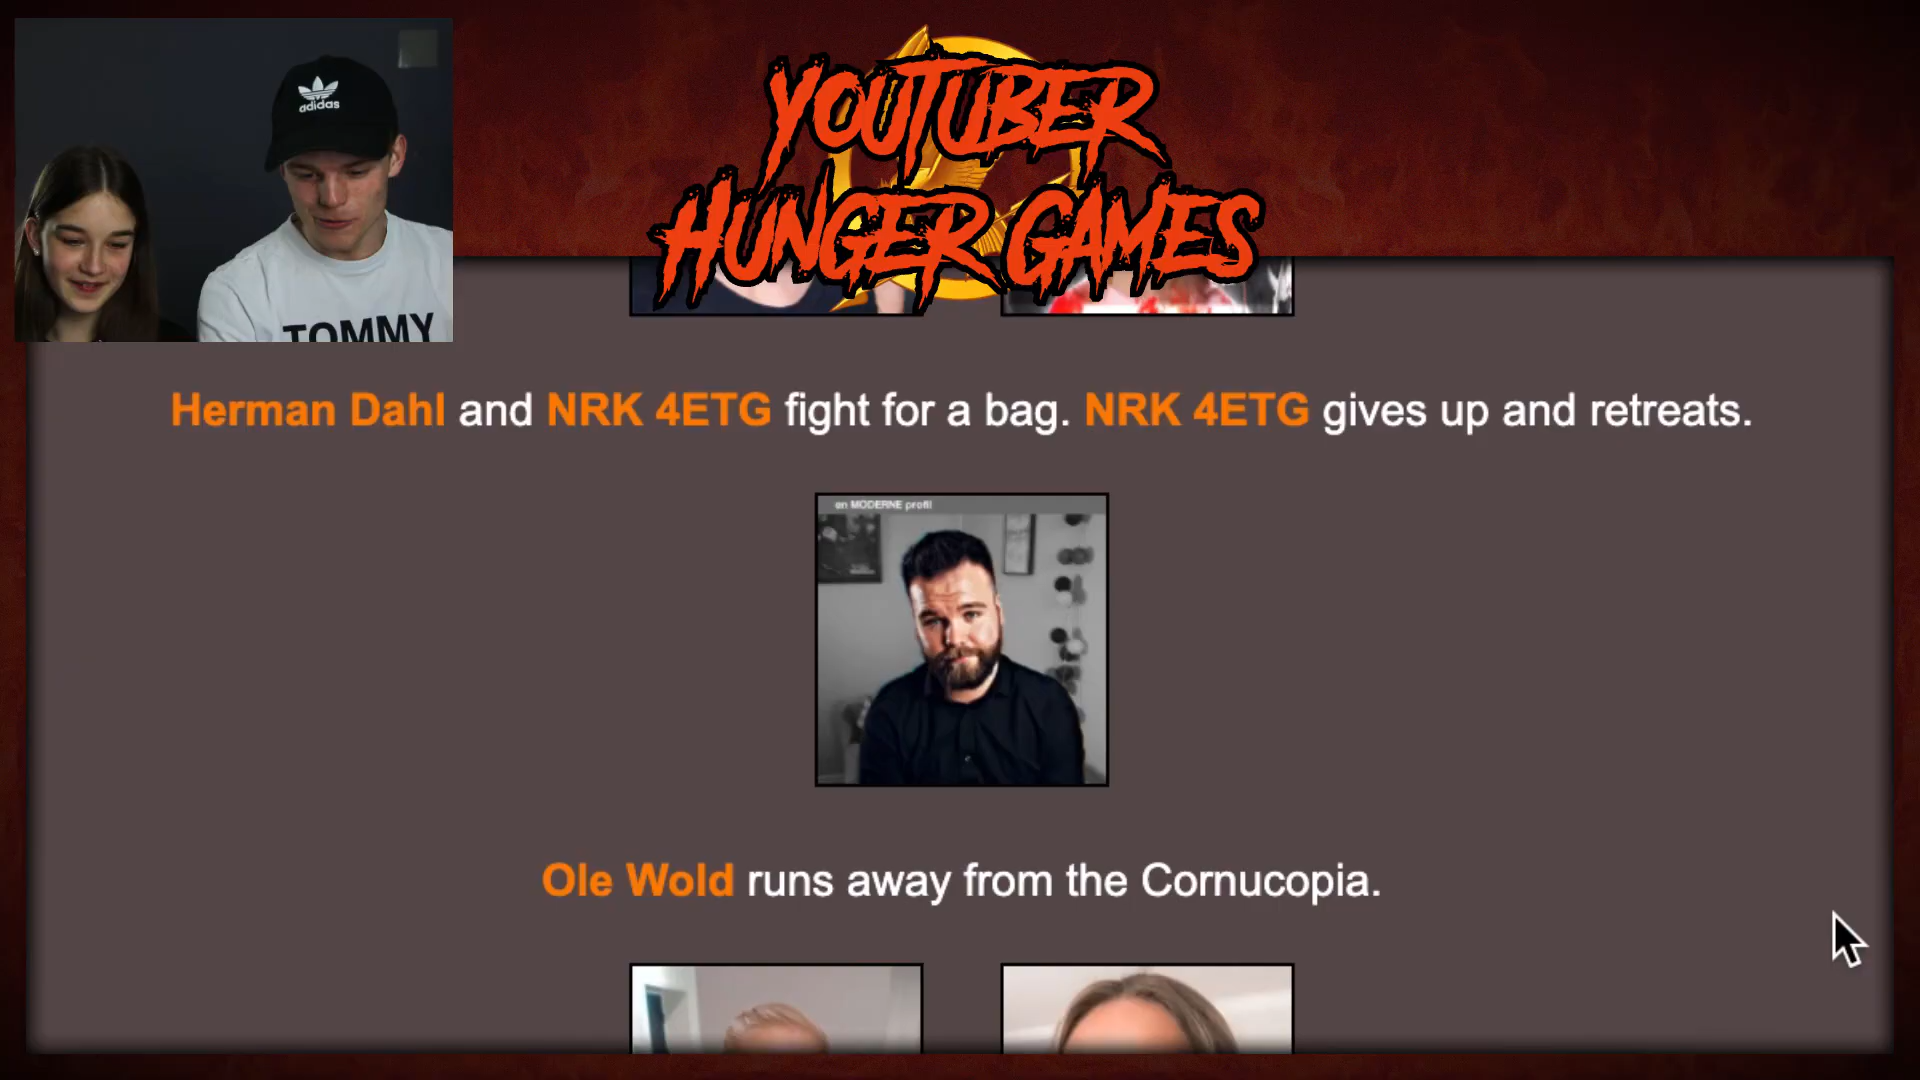 adidas
TOMMY
YOUTUBER
HUNGER GAMES
Herman Dahl and NRK 4ETG fight for a bag. NRK 4ETG gives up and retreats.
en MODERNE profil
Ole Wold runs away from the Cornucopia.